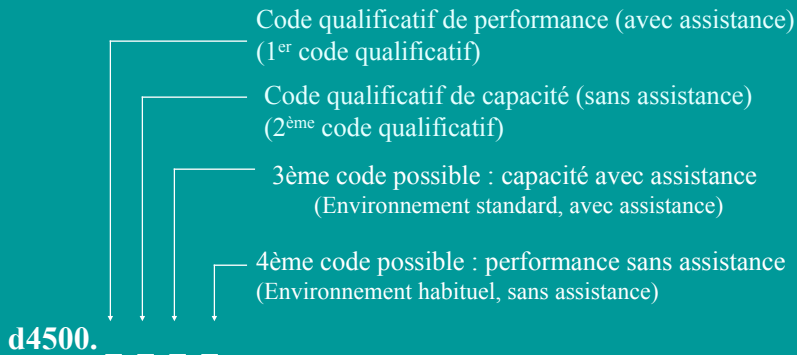 Code qualificatif de performance (avec assistance)
(1er code qualificatif)
Code qualificatif de capacité (sans assistance)
(2ème code qualificatif)
3ème code possible : capacité avec assistance
(Environnement standard, avec assistance)
4ème code possible : performance sans assistance
(Environnement habituel, sans assistance)
d4500. _ _ _ _